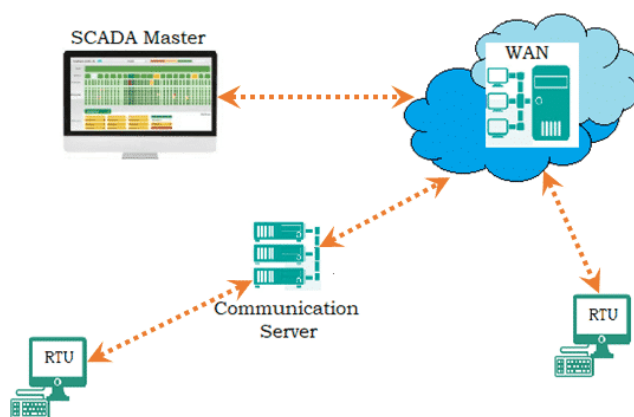 SCADA Master
WAN
Communication
Server
RTU
RTU